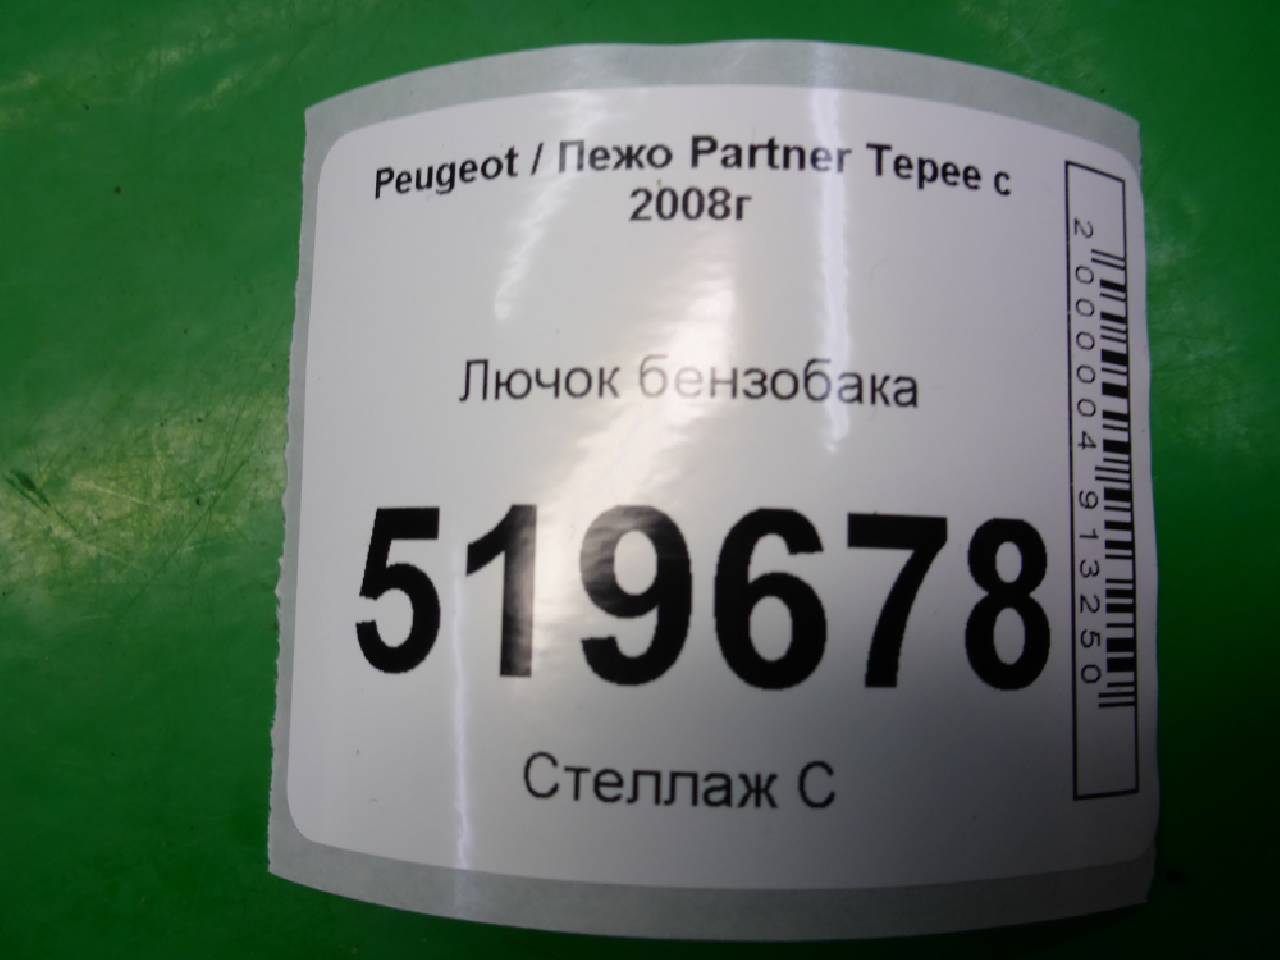 Peugeot / Пежо Partner Tepee с
2008г
Лючок бензобака
519678
Стеллаж С
2000004913250